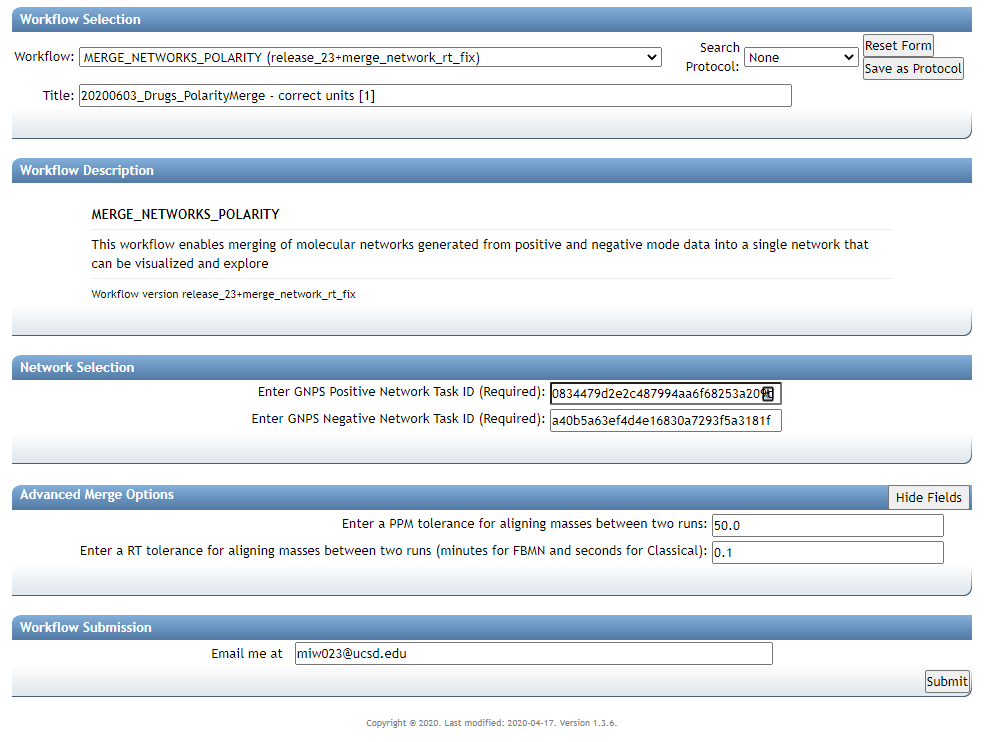 Workflow Selection
Workflow: MERGE_NETWORKS_POLARITY (release_23+merge_network_rt_fix)
Search Protocol: None
Reset Form
Save as Protocol
Title: 20200603_Drugs_PolarityMerge - correct units [1]
Workflow Description
MERGE_NETWORKS_POLARITY
This workflow enables merging of molecular networks generated from positive and negative mode data into a single network that
can be visualized and explore
Workflow version release_23+merge_network_rt_fix
Network Selection
Enter GNPS Positive Network Task ID (Required):
Enter GNPS Negative Network Task ID (Required): a40b5a63ef4d4e16830a7293f5a3181f
Advanced Merge Options
Hide Fields
Enter a PPM tolerance for aligning masses between two runs: 50.0
Enter a RT tolerance for aligning masses between two runs (minutes for FBMN and seconds for Classical): 0.1
Workflow Submission
Email me at miw023@ucsd.edu
Submit
Copyright © 2020. Last modified: 2020-04-17. Version 1.3.6.